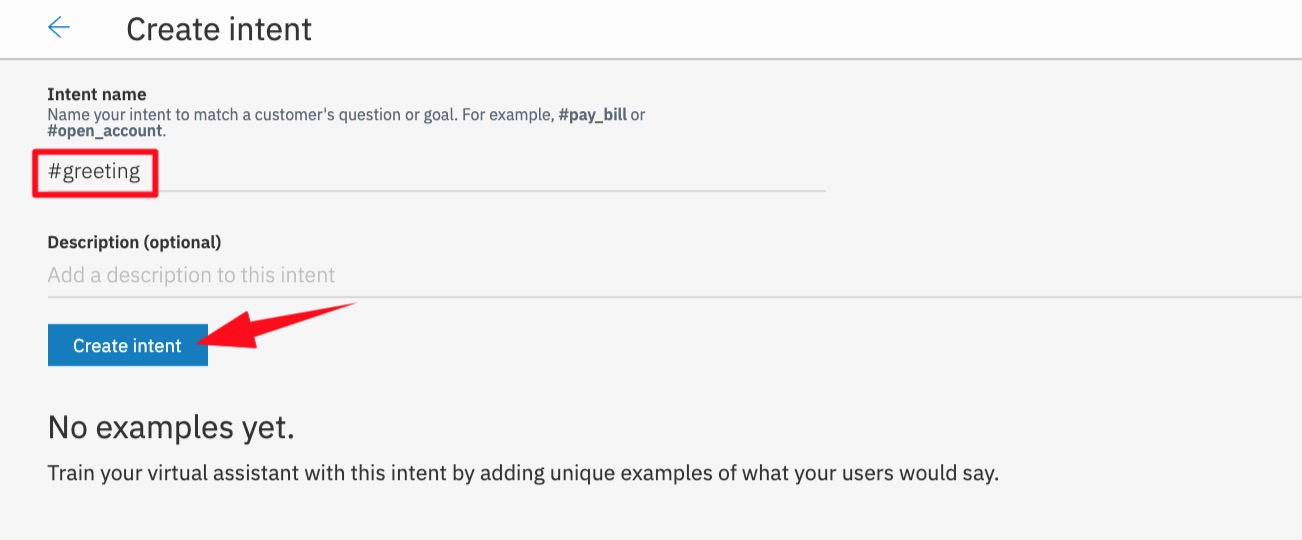 Create intent
Intent name
Name your intent to match a customer's question or goal. For example, #pay_bill or
#open_account.
#greeting
Description (optional)
Add a description to this intent
Create intent
No examples yet.
Train your virtual assistant with this intent by adding unique examples of what your users would say.